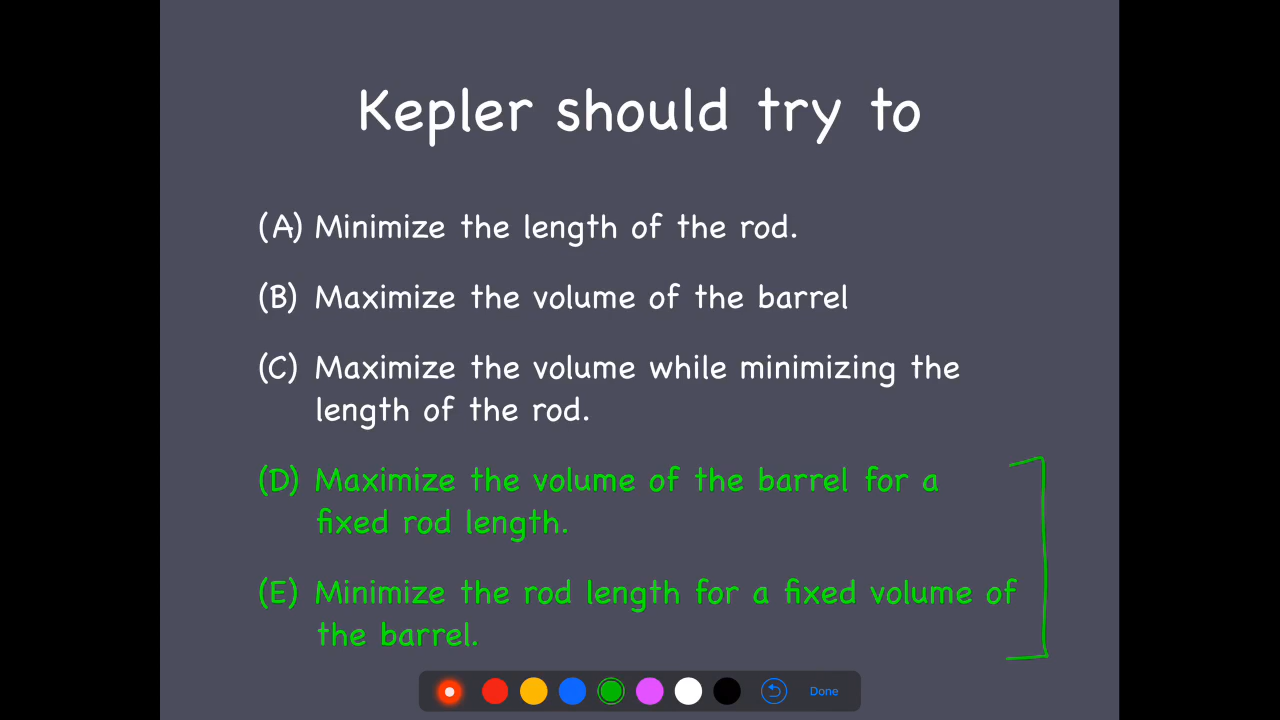 Kepler should try to
(A) Minimize the length of the rod.
(B) Maximize the volume of the barrel
(C) Maximize the volume while minimizing the
length of the rod.
(D) Maximize the volume of the barrel for a
fixed rod length.
(E) Minimize the rod length for a fixed volume of
the barrel.
Done